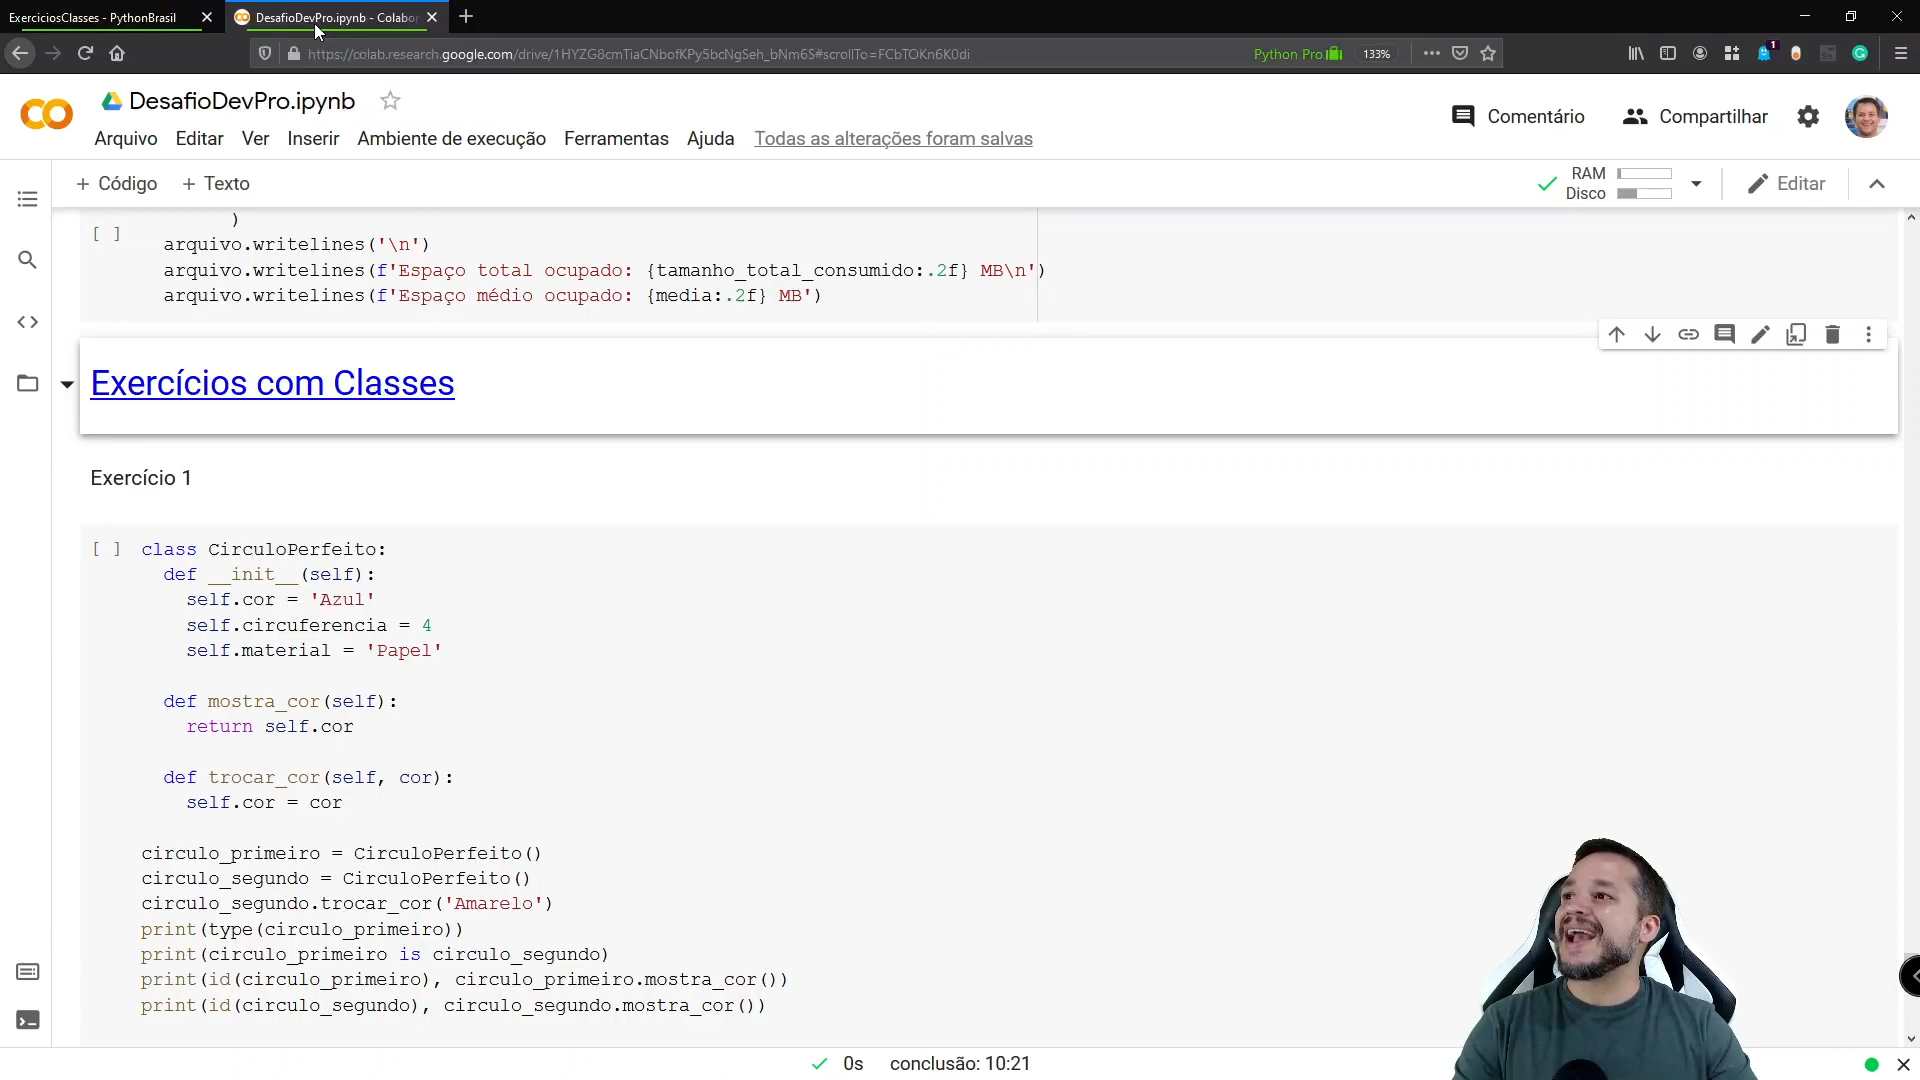 ExerciciosClasses - PythonBrasil
DesafioDevPro.ipynb - Colabo
https://colab.research.google.com/drive/1HYZG8cmTiaCNbofKPy5bcNgSeh_bNm6S#scrollTo=FCbTOKn6K0di
Python Pro
133%
1
DesafioDevPro.ipynb
Comentário
Compartilhar
Arquivo Editar Ver Inserir Ambiente de execução Ferramentas Ajuda Todas as alterações foram salvas
+ Código + Texto
RAM
Disco
Editar
)
[ ]
arquivo.writelines('\n')
arquivo.writelines(f'Espaço total ocupado: {tamanho_total_consumido:.2f} MB\n')
arquivo.writelines(f'Espaço médio ocupado: {media:.2f} MB')
Exercícios com Classes
Exercício 1
[ ] class CirculoPerfeito:
def __init__(self):
self.cor = 'Azul'
self.circuferencia = 4
self.material = 'Papel'
def mostra_cor(self):
return self.cor
def trocar_cor(self, cor):
self.cor = cor
circulo_primeiro = CirculoPerfeito()
circulo_segundo = CirculoPerfeito()
circulo_segundo.trocar_cor('Amarelo')
print(type(circulo_primeiro))
print(circulo_primeiro is circulo_segundo)
print(id(circulo_primeiro), circulo_primeiro.mostra_cor())
print(id(circulo_segundo), circulo_segundo.mostra_cor())
0s conclusão: 10:21